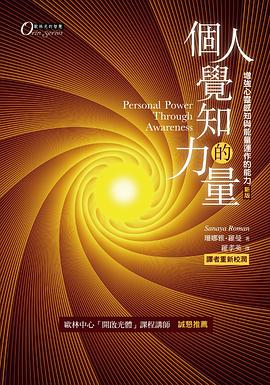 歐林光的智慧
Orin Series
個人
覺知
的
力量
增強心靈感知與能量運作的能力
新版
Personal Power
Through
Awareness
Sanaya Roman
珊娜雅·羅曼 著
羅孝英 譯
譯者重新校潤
歐林中心「開啟光體」課程講師 誠懇推薦